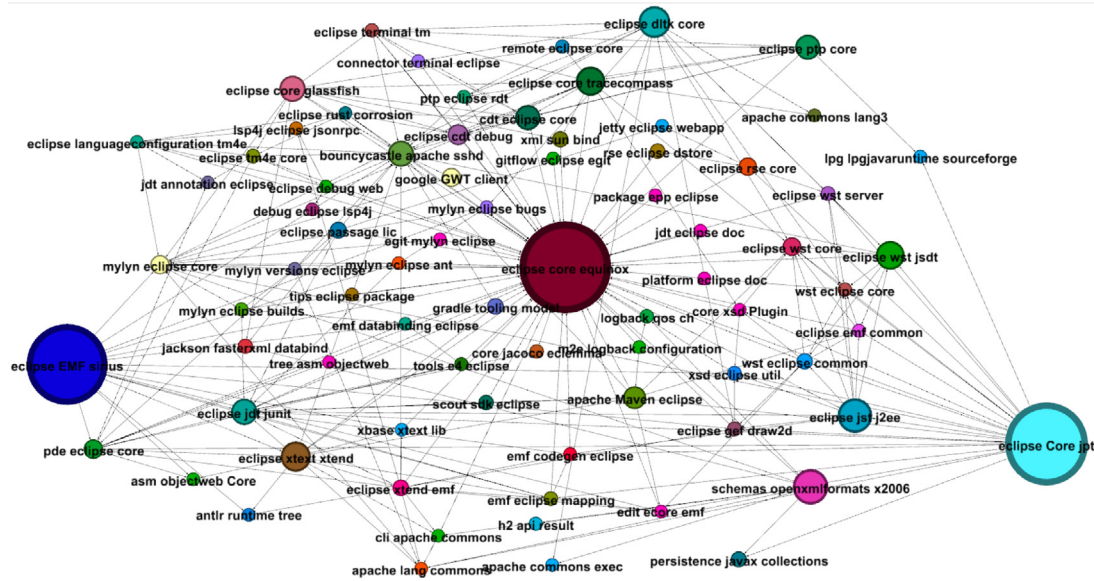 eclipse dltk core
eclipse terminal tm
remote eclipse core
eclipse ptp core
connector terminal eclipse
eclipse core tracecompass
eclipse core glassfish
ptp eclipse rdt
eclipse rust corrosion
cdt eclipse core
apache commons lang3
lsp4j eclipse jsonrpc
eclipse cdt debug
jetty eclipse webapp
xml sun bind
eclipse languageconfiguration tm4e
eclipse tm4e core
bouncycastle apache sshd
gitflow eclipse egit
rse eclipse dstore
lpg lpgjavaruntime sourceforge
eclipse rse core
google GWT client
jdt annotation eclipse
eclipse debug web
package epp eclipse
eclipse wst server
debug eclipse lsp4j
mylyn eclipse bugs
eclipse passage lic
jdt eclipse doc
egit mylyn eclipse
eclipse wst core
eclipse wst jsdt
mylyn eclipse core
mylyn versions eclipse
mylyn eclipse ant
eclipse core equinox
platform eclipse doc
tips eclipse package
wst eclipse core
mylyn eclipse builds
gradle tooling model
core xsd Plugin
logback qos ch
emf databinding eclipse
eclipse emf common
jackson fasterxml databind
core jacoco eclemma
m2e logback configuration
eclipse EMF sirius
tree asm objectweb
tools e4 eclipse
wst eclipse common
xsd eclipse util
scout sdk eclipse
apache Maven eclipse
eclipse jdt junit
eclipse jsf j2ee
xbase xtext lib
eclipse gef draw2d
eclipse Core jpt
pde eclipse core
eclipse xtext xtend
emf codegen eclipse
asm objectweb Core
eclipse xtend emf
schemas openxmlformats x2006
emf eclipse mapping
antlr runtime tree
edit ecore emf
h2 api result
cli apache commons
persistence javax collections
apache lang commons
apache commons exec